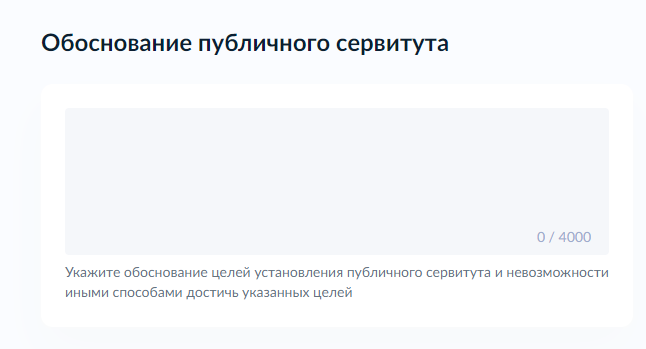 Обоснование публичного сервитута
0 / 4000
Укажите обоснование целей установления публичного сервитута и невозможности
иными способами достичь указанных целей